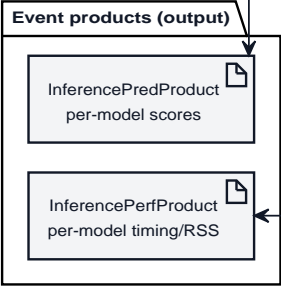 Event products (output)
InferencePredProduct
per-model scores
InferencePerfProduct
per-model timing/RSS